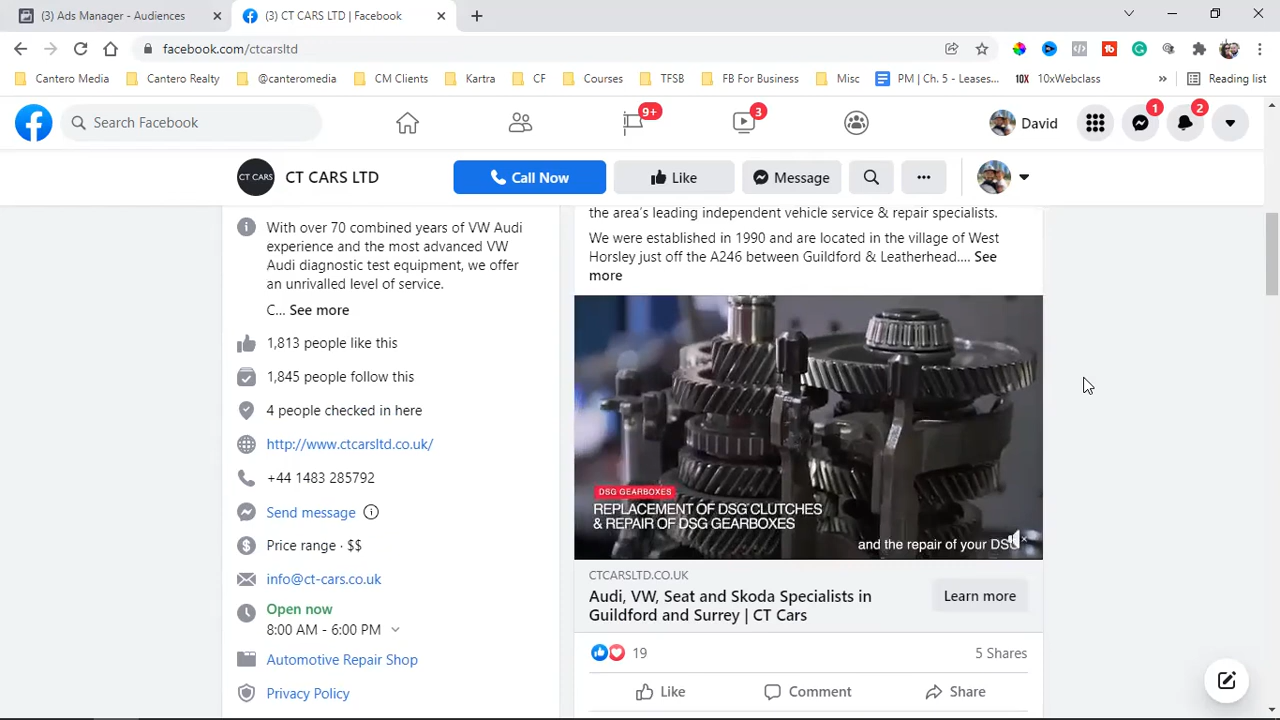 (3) Ads Manager - Audiences
(3) CT CARS LTD | Facebook
facebook.com/ctcarsltd
Cantero Media
Cantero Realty
@canteromedia
CM Clients
Kartra
CF
Courses
TFSB
FB For Business
Misc
PM | Ch. 5 - Leases...
10X 10xWebclass
Reading list
Search Facebook
9+
3
David
1
2
CT CARS
CT CARS LTD
Call Now
Like
Message
With over 70 combined years of VW Audi
experience and the most advanced VW
Audi diagnostic test equipment, we offer
an unrivalled level of service.
C... See more
1,813 people like this
1,845 people follow this
4 people checked in here
http://www.ctcarsltd.co.uk/
+44 1483 285792
Send message
Price range · $$
info@ct-cars.co.uk
Open now
8:00 AM - 6:00 PM
Automotive Repair Shop
Privacy Policy
the area's leading independent vehicle service & repair specialists.
We were established in 1990 and are located in the village of West
Horsley just off the A246 between Guildford & Leatherhead.... See
more
DSG GEARBOXES
REPLACEMENT OF DSG CLUTCHES
& REPAIR OF DSG GEARBOXES
and the repair of your DSG
CTCARSLTD.CO.UK
Audi, VW, Seat and Skoda Specialists in
Guildford and Surrey | CT Cars
Learn more
19
5 Shares
Like
Comment
Share